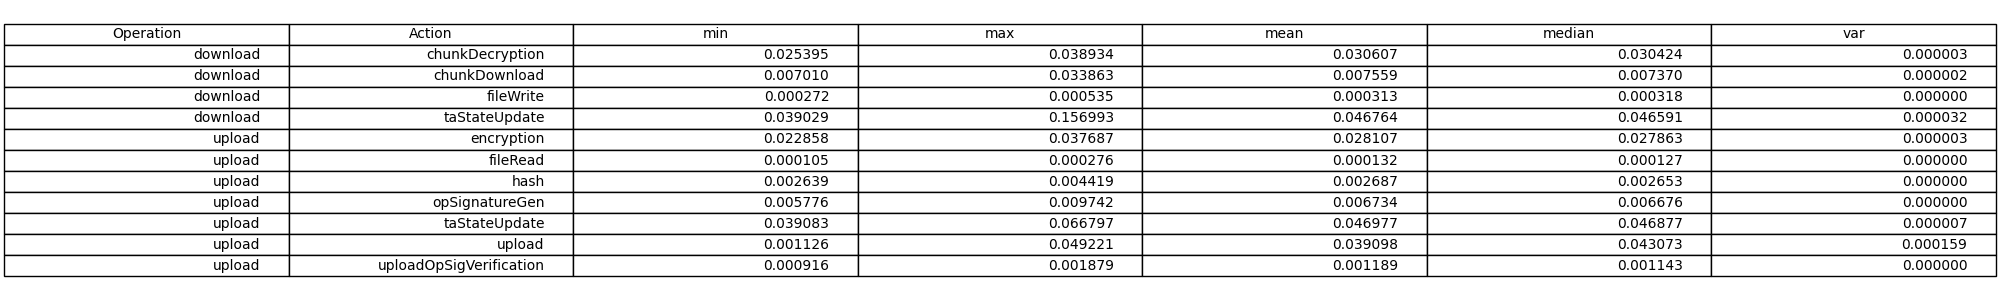 Operation Action min max mean median var
download chunkDecryption 0.025395 0.038934 0.030607 0.030424 0.000003
download chunkDownload 0.007010 0.033863 0.007559 0.007370 0.000002
download fileWrite 0.000272 0.000535 0.000313 0.000318 0.000000
download taStateUpdate 0.039029 0.156993 0.046764 0.046591 0.000032
upload encryption 0.022858 0.037687 0.028107 0.027863 0.000003
upload fileRead 0.000105 0.000276 0.000132 0.000127 0.000000
upload hash 0.002639 0.004419 0.002687 0.002653 0.000000
upload opSignatureGen 0.005776 0.009742 0.006734 0.006676 0.000000
upload taStateUpdate 0.039083 0.066797 0.046977 0.046877 0.000007
upload upload 0.001126 0.049221 0.039098 0.043073 0.000159
upload uploadOpSigVerification 0.000916 0.001879 0.001189 0.001143 0.000000